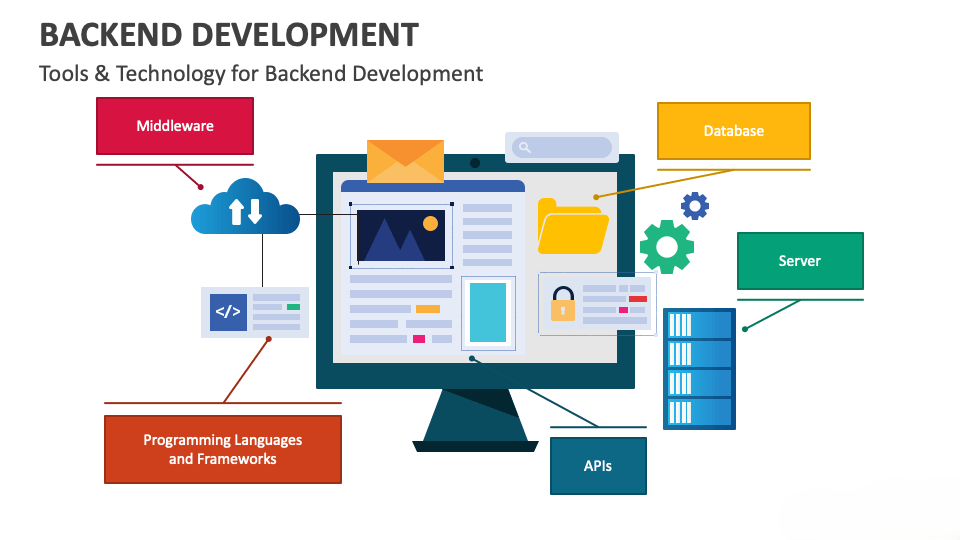 BACKEND DEVELOPMENT
Tools & Technology for Backend Development
Middleware
Database
Server
</>
Programming Languages
and Frameworks
APIs